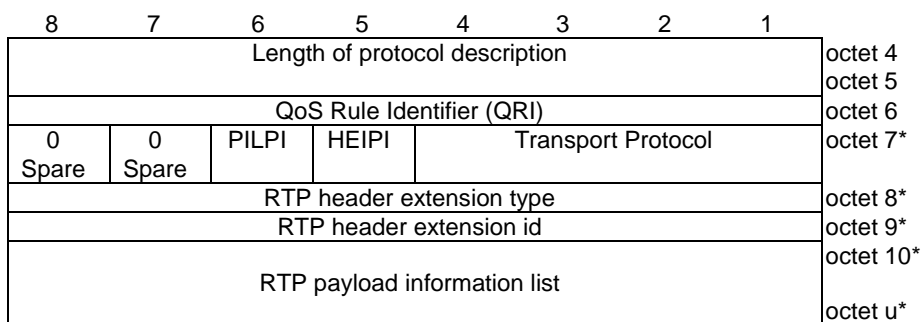 8 7 6 5 4 3 2 1
Length of protocol description octet 4
octet 5
QoS Rule Identifier (QRI) octet 6
0 0 PILPI HEIPI Transport Protocol octet 7*
Spare Spare
RTP header extension type octet 8*
RTP header extension id octet 9*
octet 10*
RTP payload information list
octet u*